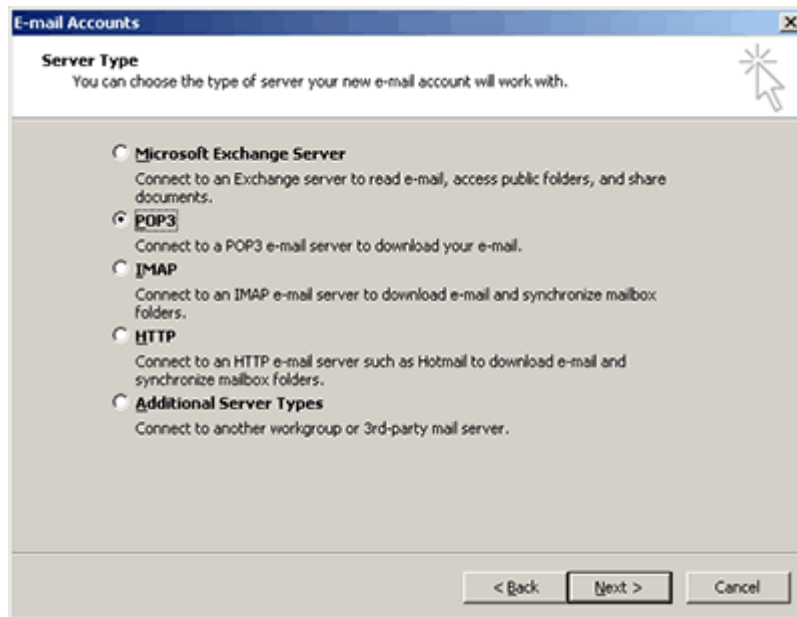 E-mail Accounts
Server Type
You can choose the type of server your new e-mail account will work with.
Microsoft Exchange Server
Connect to an Exchange server to read e-mail, access public folders, and share
documents.
POP3
Connect to a POP3 e-mail server to download your e-mail.
IMAP
Connect to an IMAP e-mail server to download e-mail and synchronize mailbox
folders.
HTTP
Connect to an HTTP e-mail server such as Hotmail to download e-mail and
synchronize mailbox folders.
Additional Server Types
Connect to another workgroup or 3rd-party mail server.
< Back Next > Cancel